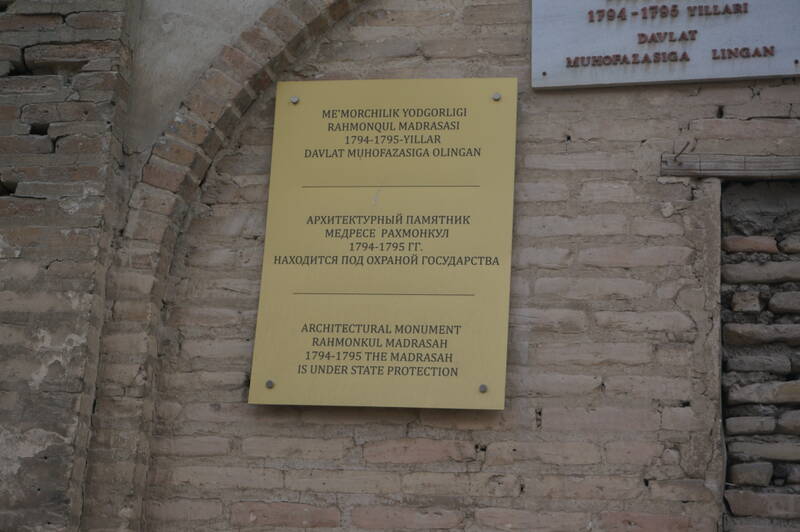 1794-1795 YILLARI
DAVLAT
MUHOFAZASIGA LINGAN
ME'MORCHILIK YODGORLIGI
RAHMONQUL MADRASASI
1794-1795-YILLAR
DAVLAT MUHOFAZASIGA OLINGAN
АРХИТЕКТУРНЫЙ ПАМЯТНИК
МЕДРЕСЕ РАХМОНКУЛ
1794-1795 ГГ.
НАХОДИТСЯ ПОД ОХРАНОЙ ГОСУДАРСТВА
ARCHITECTURAL MONUMENT
RAHMONKUL MADRASAH
1794-1795 THE MADRASAH
IS UNDER STATE PROTECTION